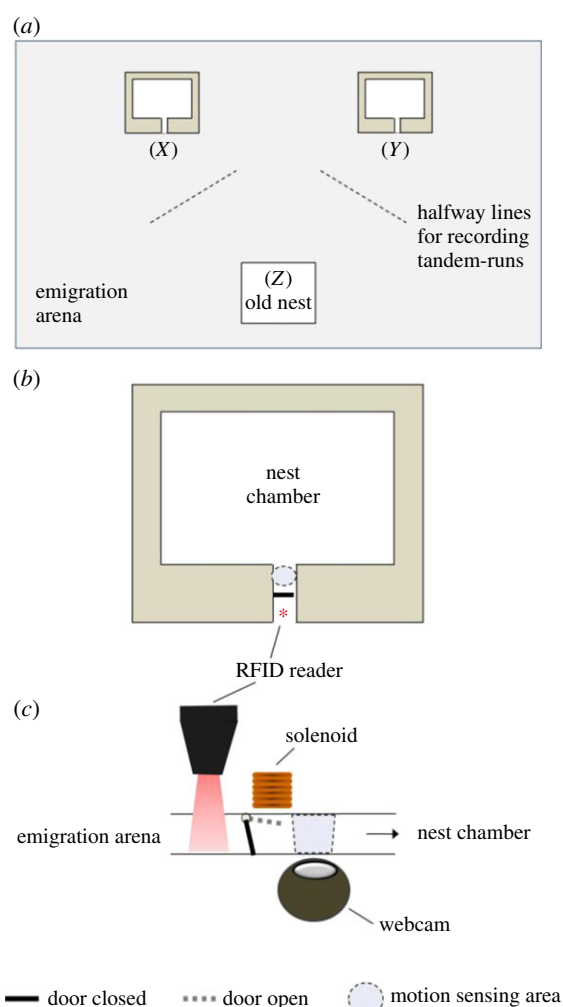 (a)
(X)
(Y)
halfway lines
for recording
tandem-runs
(Z)
old nest
emigration
arena
(b)
nest
chamber
*
RFID reader
(c)
solenoid
emigration arena
nest chamber
webcam
door closed
door open
motion sensing area